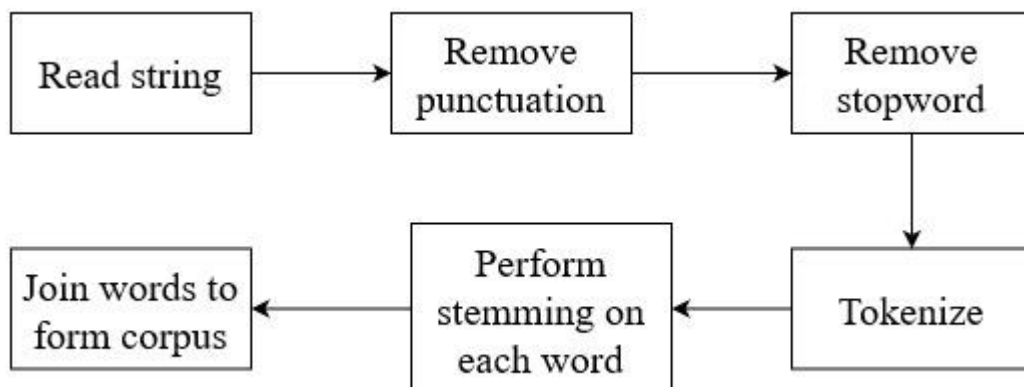 Read string
Remove
punctuation
Remove
stopword
Tokenize
Perform
stemming on
each word
Join words to
form corpus